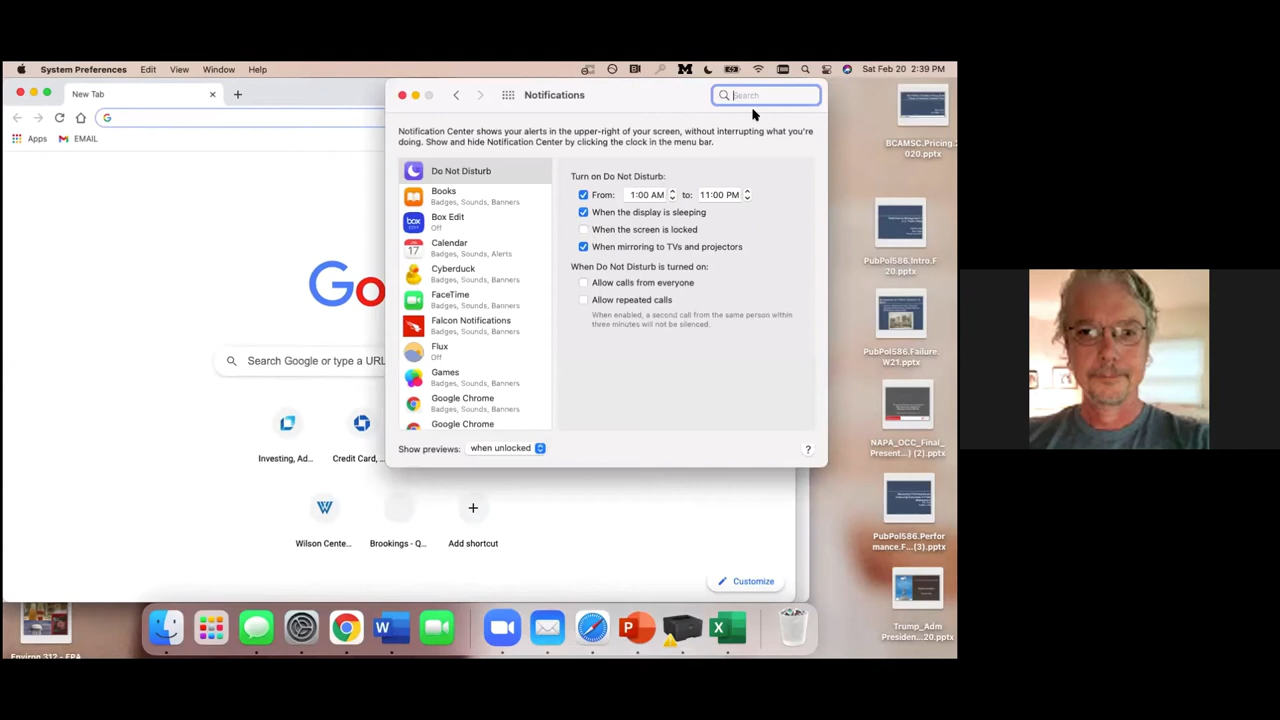 System Preferences Edit View Window Help
Sat Feb 20 2:39 PM
New Tab
Apps EMAIL
Go
Search Google or type a URL
Investing, Ad...
Credit Card, ...
Wilson Cente...
Brookings - Q...
Add shortcut
Customize
Notifications
Search
Notification Center shows your alerts in the upper-right of your screen, without interrupting what you're
doing. Show and hide Notification Center by clicking the clock in the menu bar.
Do Not Disturb
Books
Badges, Sounds, Banners
Box Edit
Off
Calendar
Badges, Sounds, Alerts
Cyberduck
Badges, Sounds, Banners
FaceTime
Badges, Sounds, Banners
Falcon Notifications
Badges, Sounds, Banners
Flux
Off
Games
Badges, Sounds, Banners
Google Chrome
Badges, Sounds, Banners
Google Chrome
Turn on Do Not Disturb:
From: 1:00 AM to: 11:00 PM
When the display is sleeping
When the screen is locked
When mirroring to TVs and projectors
When Do Not Disturb is turned on:
Allow calls from everyone
Allow repeated calls
When enabled, a second call from the same person within
three minutes will not be silenced.
Show previews: when unlocked
?
BCAMSC.Pricing.2
020.pptx
PubPol586.Intro.F
20.pptx
PubPol586.Failure.
W21.pptx
NAPA_OCC_Final_
Present...) (2).pptx
PubPol586.Perfor
mance.F...(3).pptx
Trump_Adm
Presiden...20.pptx
Environ 312 - EPA